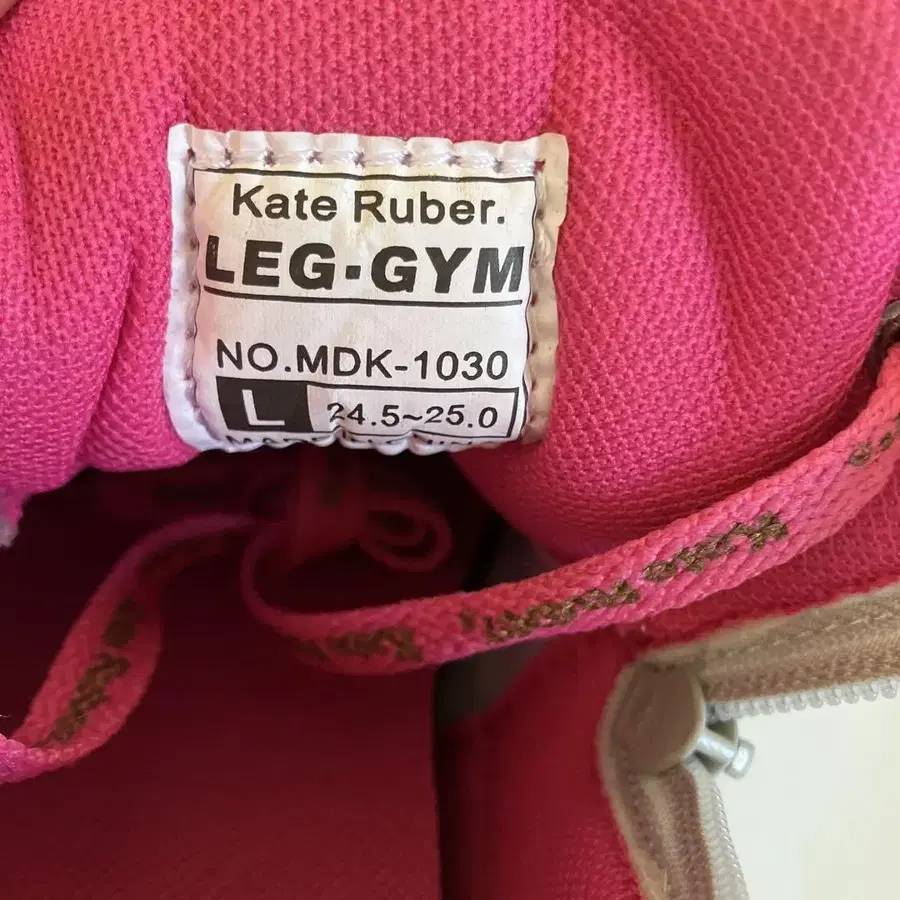 Kate Ruber.
LEG·GYM
NO.MDK-1030
L 24.5~25.0